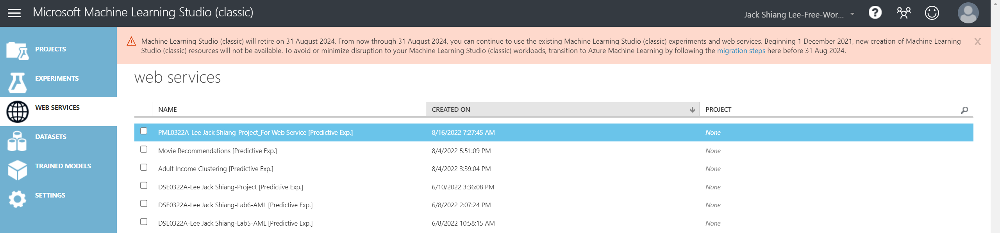 Microsoft Machine Learning Studio (classic)
Jack Shiang Lee-Free-Wor...
?
PROJECTS
EXPERIMENTS
WEB SERVICES
DATASETS
TRAINED MODELS
SETTINGS
Machine Learning Studio (classic) will retire on 31 August 2024. From now through 31 August 2024, you can continue to use the existing Machine Learning Studio (classic) experiments and web services. Beginning 1 December 2021, new creation of Machine Learning
Studio (classic) resources will not be available. To avoid or minimize disruption to your Machine Learning Studio (classic) workloads, transition to Azure Machine Learning by following the migration steps here before 31 Aug 2024.
X
web services
NAME CREATED ON PROJECT
PML0322A-Lee Jack Shiang-Project_For Web Service [Predictive Exp.] 8/16/2022 7:27:45 AM None
Movie Recommendations [Predictive Exp.] 8/4/2022 5:51:09 PM None
Adult Income Clustering [Predictive Exp.] 8/4/2022 3:39:04 PM None
DSE0322A-Lee Jack Shiang-Project [Predictive Exp.] 6/10/2022 3:36:08 PM None
DSE0322A-Lee Jack Shiang-Lab6-AML [Predictive Exp.] 6/8/2022 2:07:24 PM None
DSE0322A-Lee Jack Shiang-Lab5-AML [Predictive Exp.] 6/8/2022 10:58:15 AM None